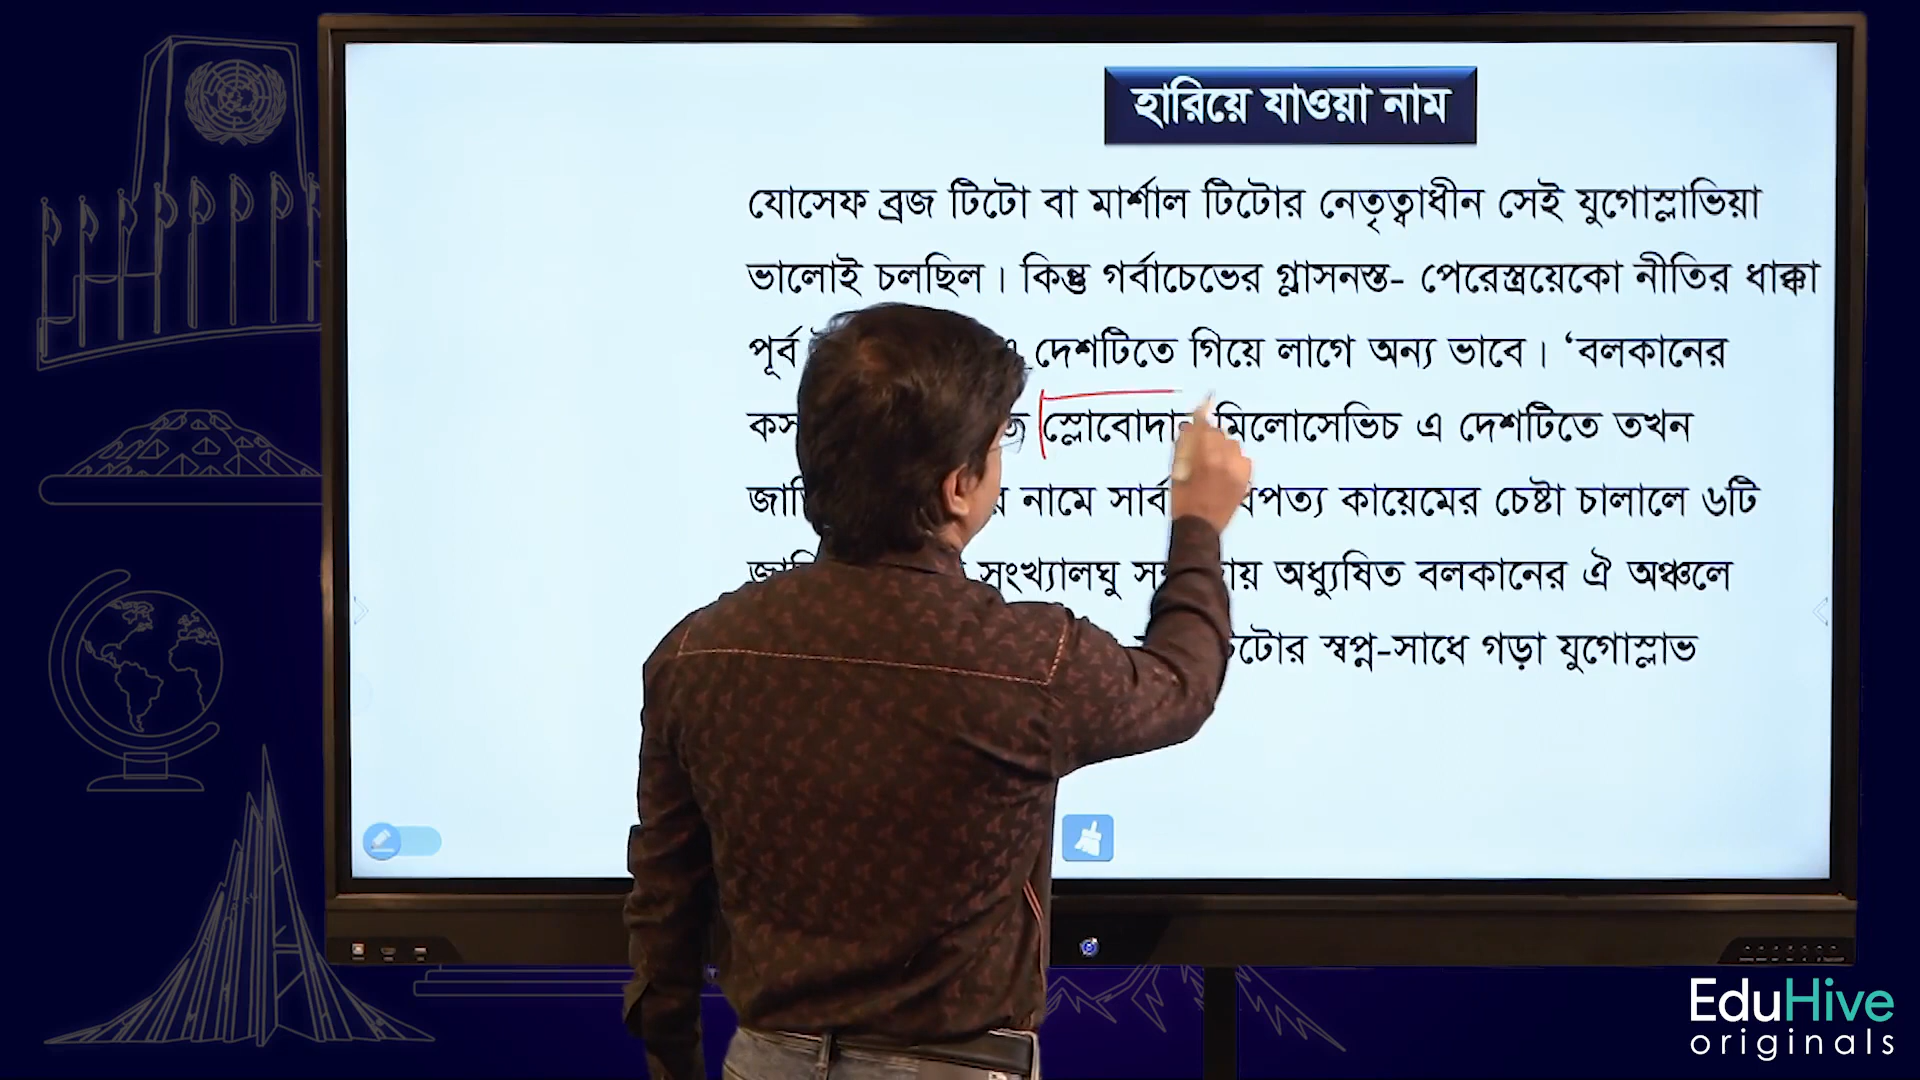 হারিয়ে যাওয়া নাম
যোসেফ ব্রজ টিটো বা মার্শাল টিটোর নেতৃত্বাধীন সেই যুগোস্লাভিয়া
ভালোই চলছিল। কিন্তু গর্বাচেভের গ্লাসনস্ত- পেরেস্ত্রয়েকো নীতির ধাক্কা
পূর্ব দেশটিতে গিয়ে লাগে অন্য ভাবে। ‘বলকানের
স্লোবোদান মিলোসেভিচ এ দেশটিতে তখন
নামে কায়েমের চেষ্টা চালালে ৬টি
সংখ্যালঘু অধ্যুষিত বলকানের ঐ অঞ্চলে
টিটোর স্বপ্ন-সাধে গড়া যুগোস্লাভ
EduHive
originals